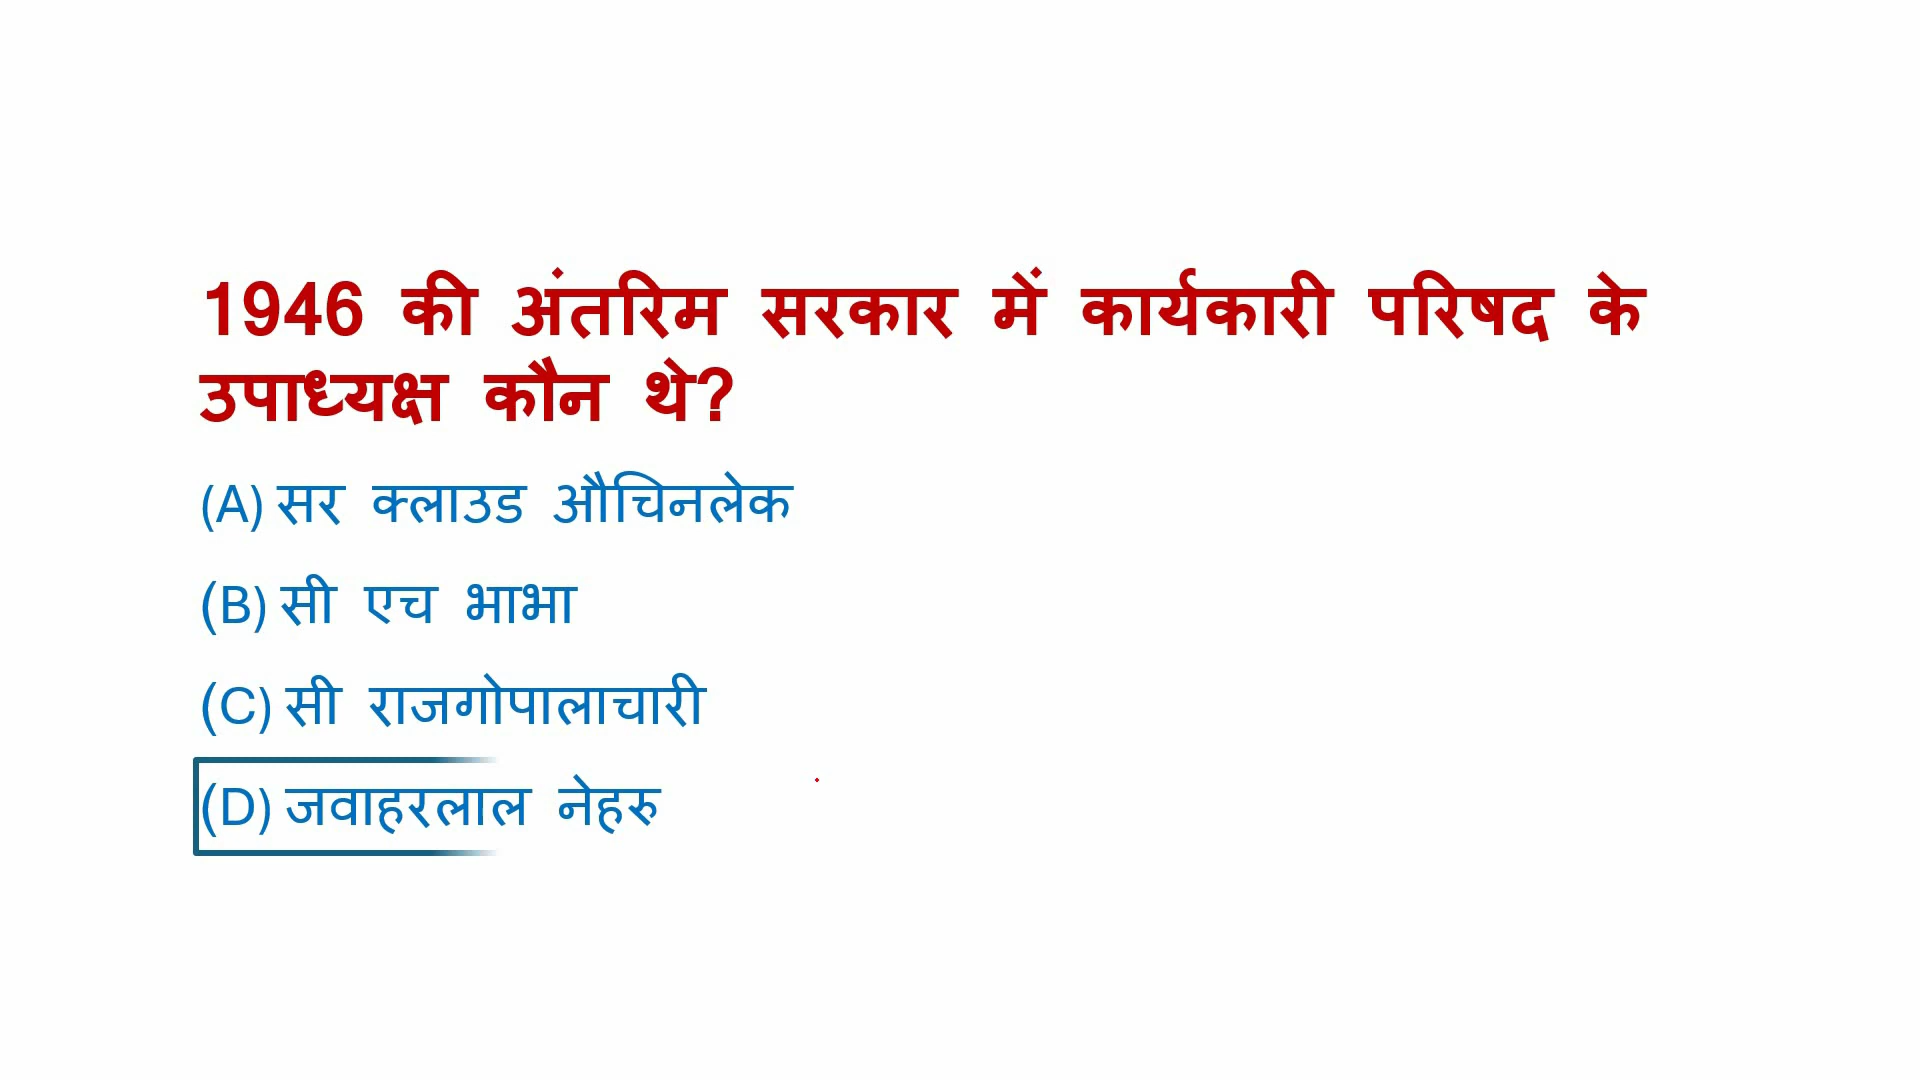 1946 की अंतरिम सरकार में कार्यकारी परिषद के
उपाध्यक्ष कौन थे?
(A) सर क्लाउड औचिनलेक
(B) सी एच भाभा
(C) सी राजगोपालाचारी
(D) जवाहरलाल नेहरु